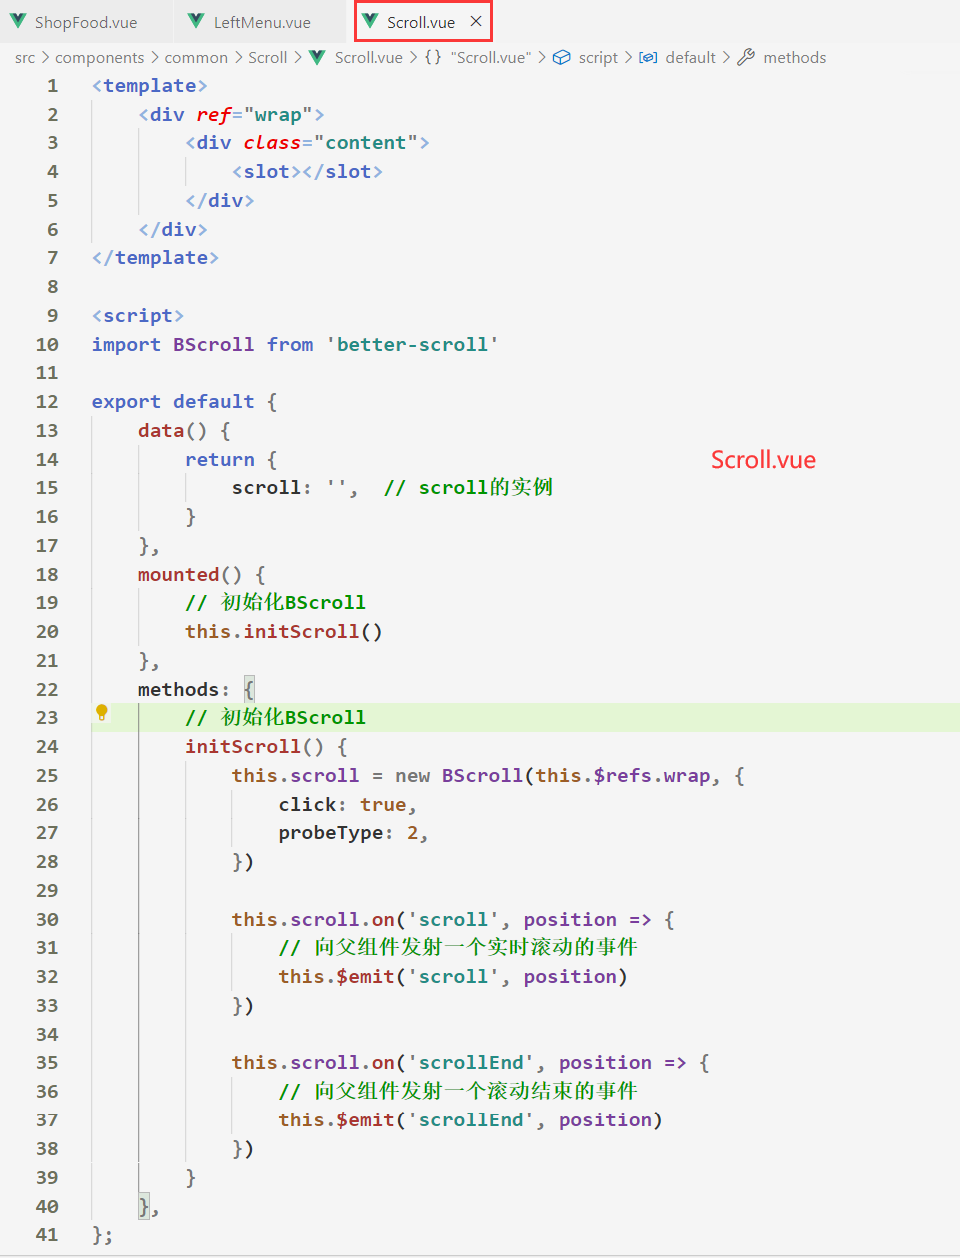 ShopFood.vue LeftMenu.vue Scroll.vue ×
src > components > common > Scroll > Scroll.vue > {} "Scroll.vue" > script > default > methods
1 <template>
2 <div ref="wrap">
3 <div class="content">
4 <slot></slot>
5 </div>
6 </div>
7 </template>
8
9 <script>
10 import BScroll from 'better-scroll'
11
12 export default {
13 data() {
14 return {
Scroll.vue
15 scroll: '', // scroll的实例
16 }
17 },
18 mounted() {
19 // 初始化BScroll
20 this.initScroll()
21 },
22 methods: {
23 // 初始化BScroll
24 initScroll() {
25 this.scroll = new BScroll(this.$refs.wrap, {
26 click: true,
27 probeType: 2,
28 })
29
30 this.scroll.on('scroll', position => {
31 // 向父组件发射一个实时滚动的事件
32 this.$emit('scroll', position)
33 })
34
35 this.scroll.on('scrollEnd', position => {
36 // 向父组件发射一个滚动结束的事件
37 this.$emit('scrollEnd', position)
38 })
39 }
40 },
41 };